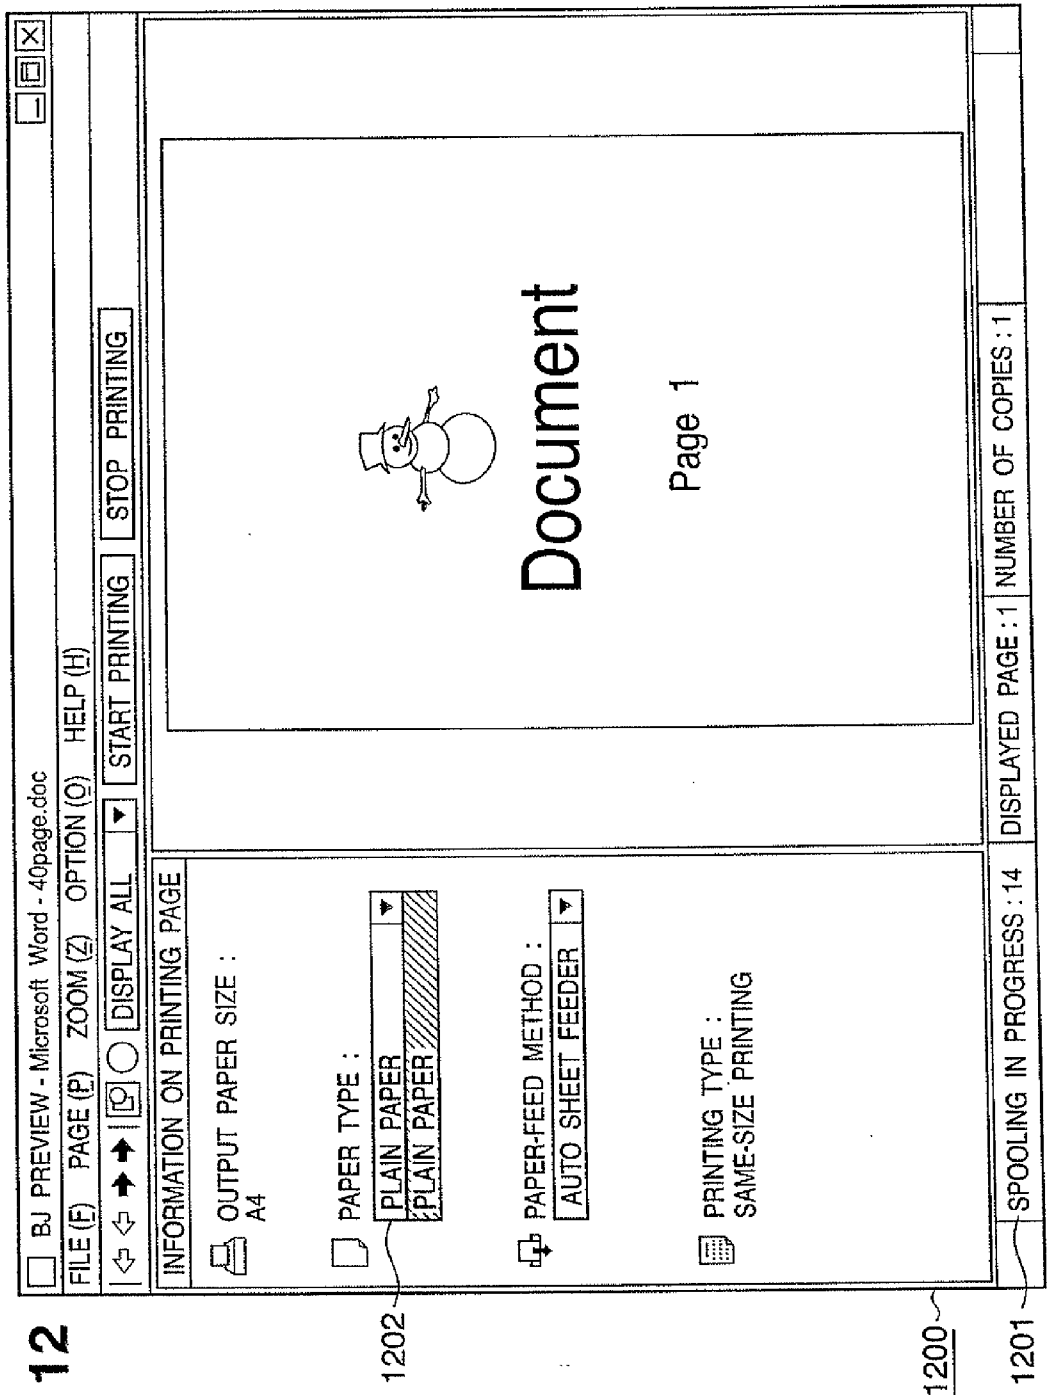 12
BJ PREVIEW - Microsoft Word - 40page.doc
FILE (F) PAGE (P) ZOOM (Z) OPTION (O) HELP (H)
DISPLAY ALL START PRINTING STOP PRINTING
INFORMATION ON PRINTING PAGE
OUTPUT PAPER SIZE :
A4
PAPER TYPE :
PLAIN PAPER
PLAIN PAPER
1202
PAPER-FEED METHOD :
AUTO SHEET FEEDER
PRINTING TYPE :
SAME-SIZE PRINTING
Document
Page 1
1200
SPOOLING IN PROGRESS : 14 DISPLAYED PAGE : 1 NUMBER OF COPIES : 1
1201